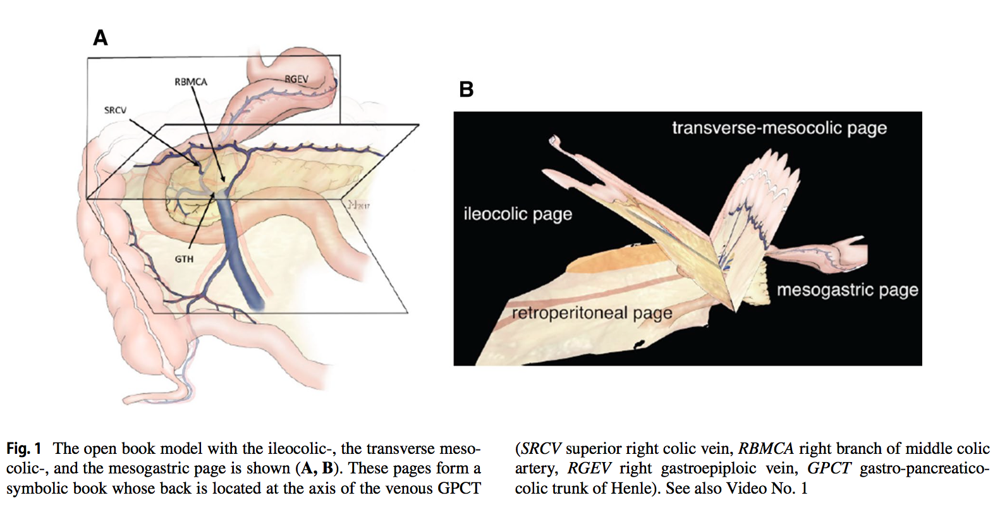 A
RBMCA
RGEV
SRCV
GTH
2017
B
transverse-mesocolic page
ileocolic page
mesogastric page
retroperitoneal page
Fig. 1 The open book model with the ileocolic-, the transverse meso-
colic-, and the mesogastric page is shown (A, B). These pages form a
symbolic book whose back is located at the axis of the venous GPCT
(SRCV superior right colic vein, RBMCA right branch of middle colic
artery, RGEV right gastroepiploic vein, GPCT gastro-pancreatico-
colic trunk of Henle). See also Video No. 1